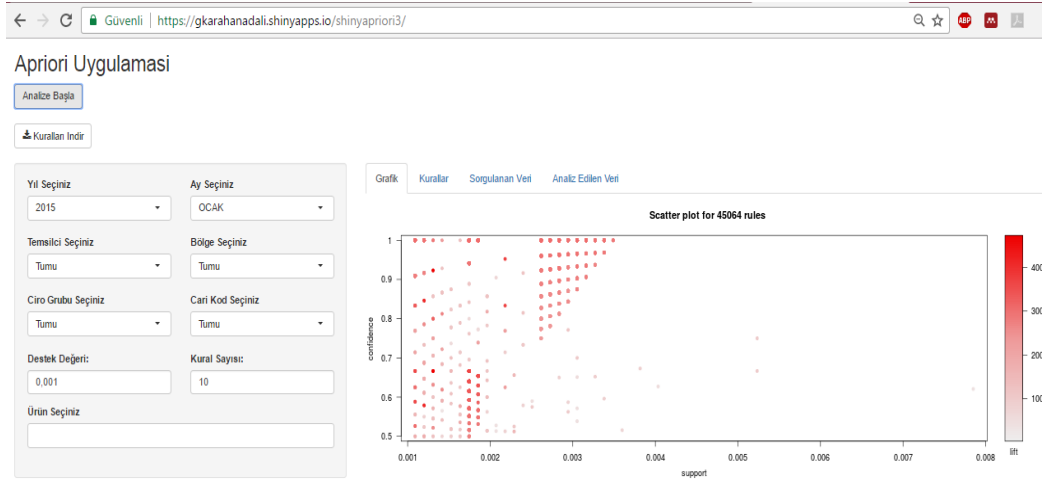 Güvenli | https://gkarahanadali.shinyapps.io/shinyapriori3/
ABP
Apriori Uygulamasi
Analize Başla
Kuralları Indir
Yıl Seçiniz Ay Seçiniz
2015 OCAK
Temsilci Seçiniz Bölge Seçiniz
Tumu Tumu
Ciro Grubu Seçiniz Cari Kod Seçiniz
Tumu Tumu
Destek Değeri: Kural Sayısı:
0,001 10
Ürün Seçiniz
Grafik Kurallar Sorgulanan Veri Analiz Edilen Veri
Scatter plot for 45064 rules
confidence
1
0.9
0.8
0.7
0.6
0.5
0.001 0.002 0.003 0.004 0.005 0.006 0.007 0.008
support
400
300
200
100
lift